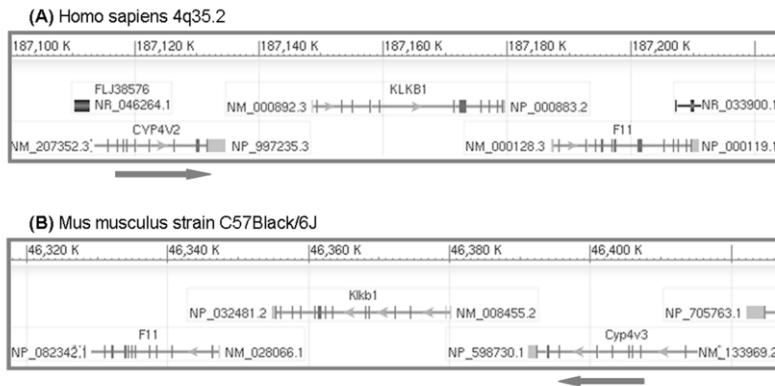 (A) Homo sapiens 4q35.2
187,100 K 187,120 K 187,140 K 187,160 K 187,180 K 187,200 K
FLJ38576 KLKB1
NR_046264.1 NM_000892.3 NP_000883.2 NR_033900.1
CYP4V2 F11
NM_207352.3 NP_997235.3 NM_000128.3 NP_000119.1
(B) Mus musculus strain C57Black/6J
46,320 K 46,340 K 46,360 K 46,380 K 46,400 K
Klkb1
NP_032481.2 NM_008455.2 NP_705763.1
F11 Cyp4v3
NP_082342.1 NM_028066.1 NP_598730.1 NM_133969.2